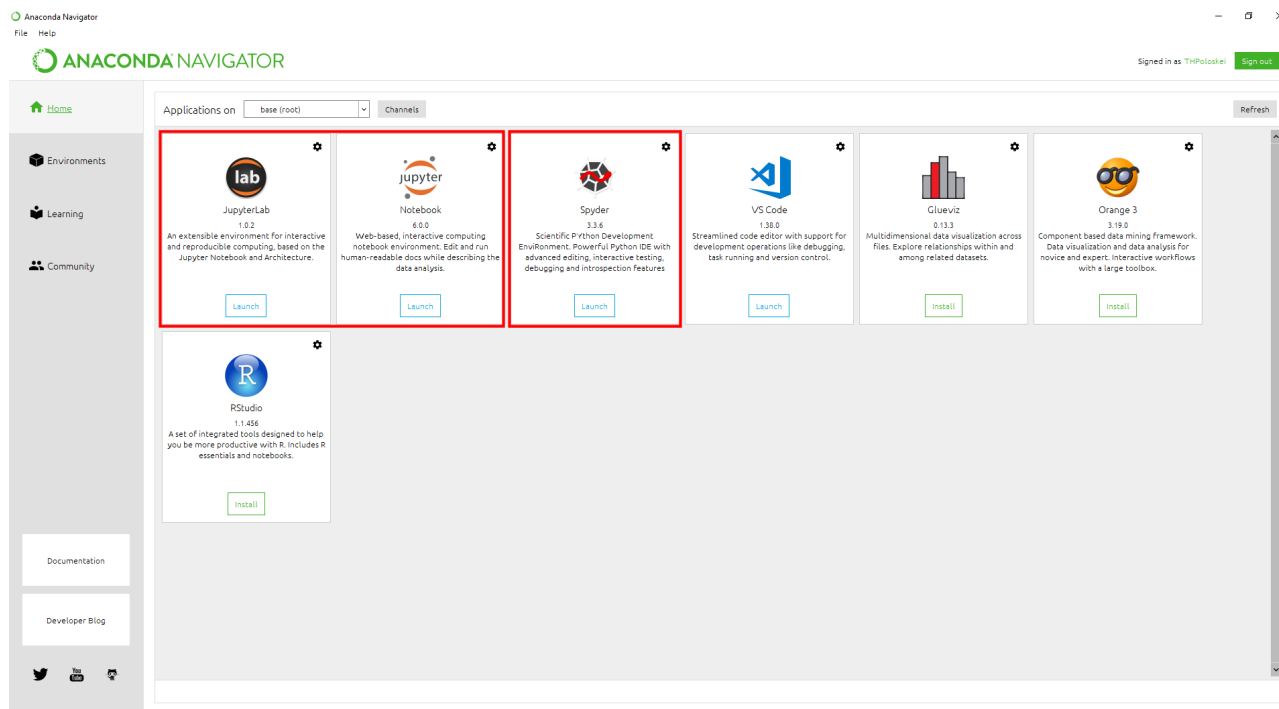 Anaconda Navigator
File Help
ANACONDA NAVIGATOR
Signed in as THPoloskei Sign out
Home
Applications on base (root) Channels Refresh
Environments
Learning
Community
lab
JupyterLab
1.0.2
An extensible environment for interactive
and reproducible computing, based on the
Jupyter Notebook and Architecture.
Launch
jupyter
Notebook
6.0.0
Web-based, interactive computing
notebook environment. Edit and run
human-readable docs while describing the
data analysis.
Launch
Spyder
3.3.6
Scientific PYthon Development
EnviRonment. Powerful Python IDE with
advanced editing, interactive testing,
debugging and introspection features
Launch
VS Code
1.38.0
Streamlined code editor with support for
development operations like debugging,
task running and version control.
Launch
Glueviz
0.13.3
Multidimensional data visualization across
files. Explore relationships within and
among related datasets.
Install
Orange 3
3.19.0
Component based data mining framework.
Data visualization and data analysis for
novice and expert. Interactive workflows
with a large toolbox.
Install
R
RStudio
1.1.456
A set of integrated tools designed to help
you be more productive with R. Includes R
essentials and notebooks.
Install
Documentation
Developer Blog
You
Tube